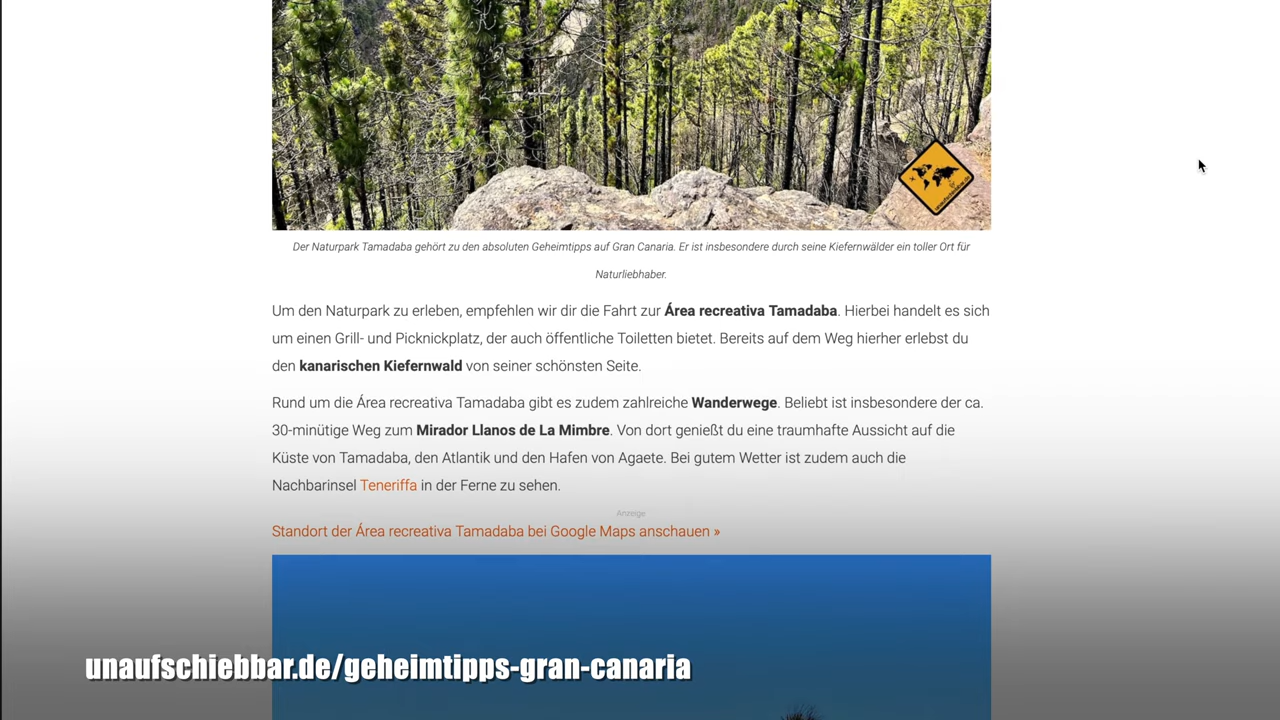 unaufschiebbar.de
Der Naturpark Tamadaba gehört zu den absoluten Geheimtipps auf Gran Canaria. Er ist insbesondere durch seine Kiefernwälder ein toller Ort für
Naturliebhaber.
Um den Naturpark zu erleben, empfehlen wir dir die Fahrt zur Área recreativa Tamadaba. Hierbei handelt es sich
um einen Grill- und Picknickplatz, der auch öffentliche Toiletten bietet. Bereits auf dem Weg hierher erlebst du
den kanarischen Kiefernwald von seiner schönsten Seite.
Rund um die Área recreativa Tamadaba gibt es zudem zahlreiche Wanderwege. Beliebt ist insbesondere der ca.
30-minütige Weg zum Mirador Llanos de La Mimbre. Von dort genießt du eine traumhafte Aussicht auf die
Küste von Tamadaba, den Atlantik und den Hafen von Agaete. Bei gutem Wetter ist zudem auch die
Nachbarinsel Teneriffa in der Ferne zu sehen.
Anzeige
Standort der Área recreativa Tamadaba bei Google Maps anschauen »
unaufschiebbar.de/geheimtipps-gran-canaria